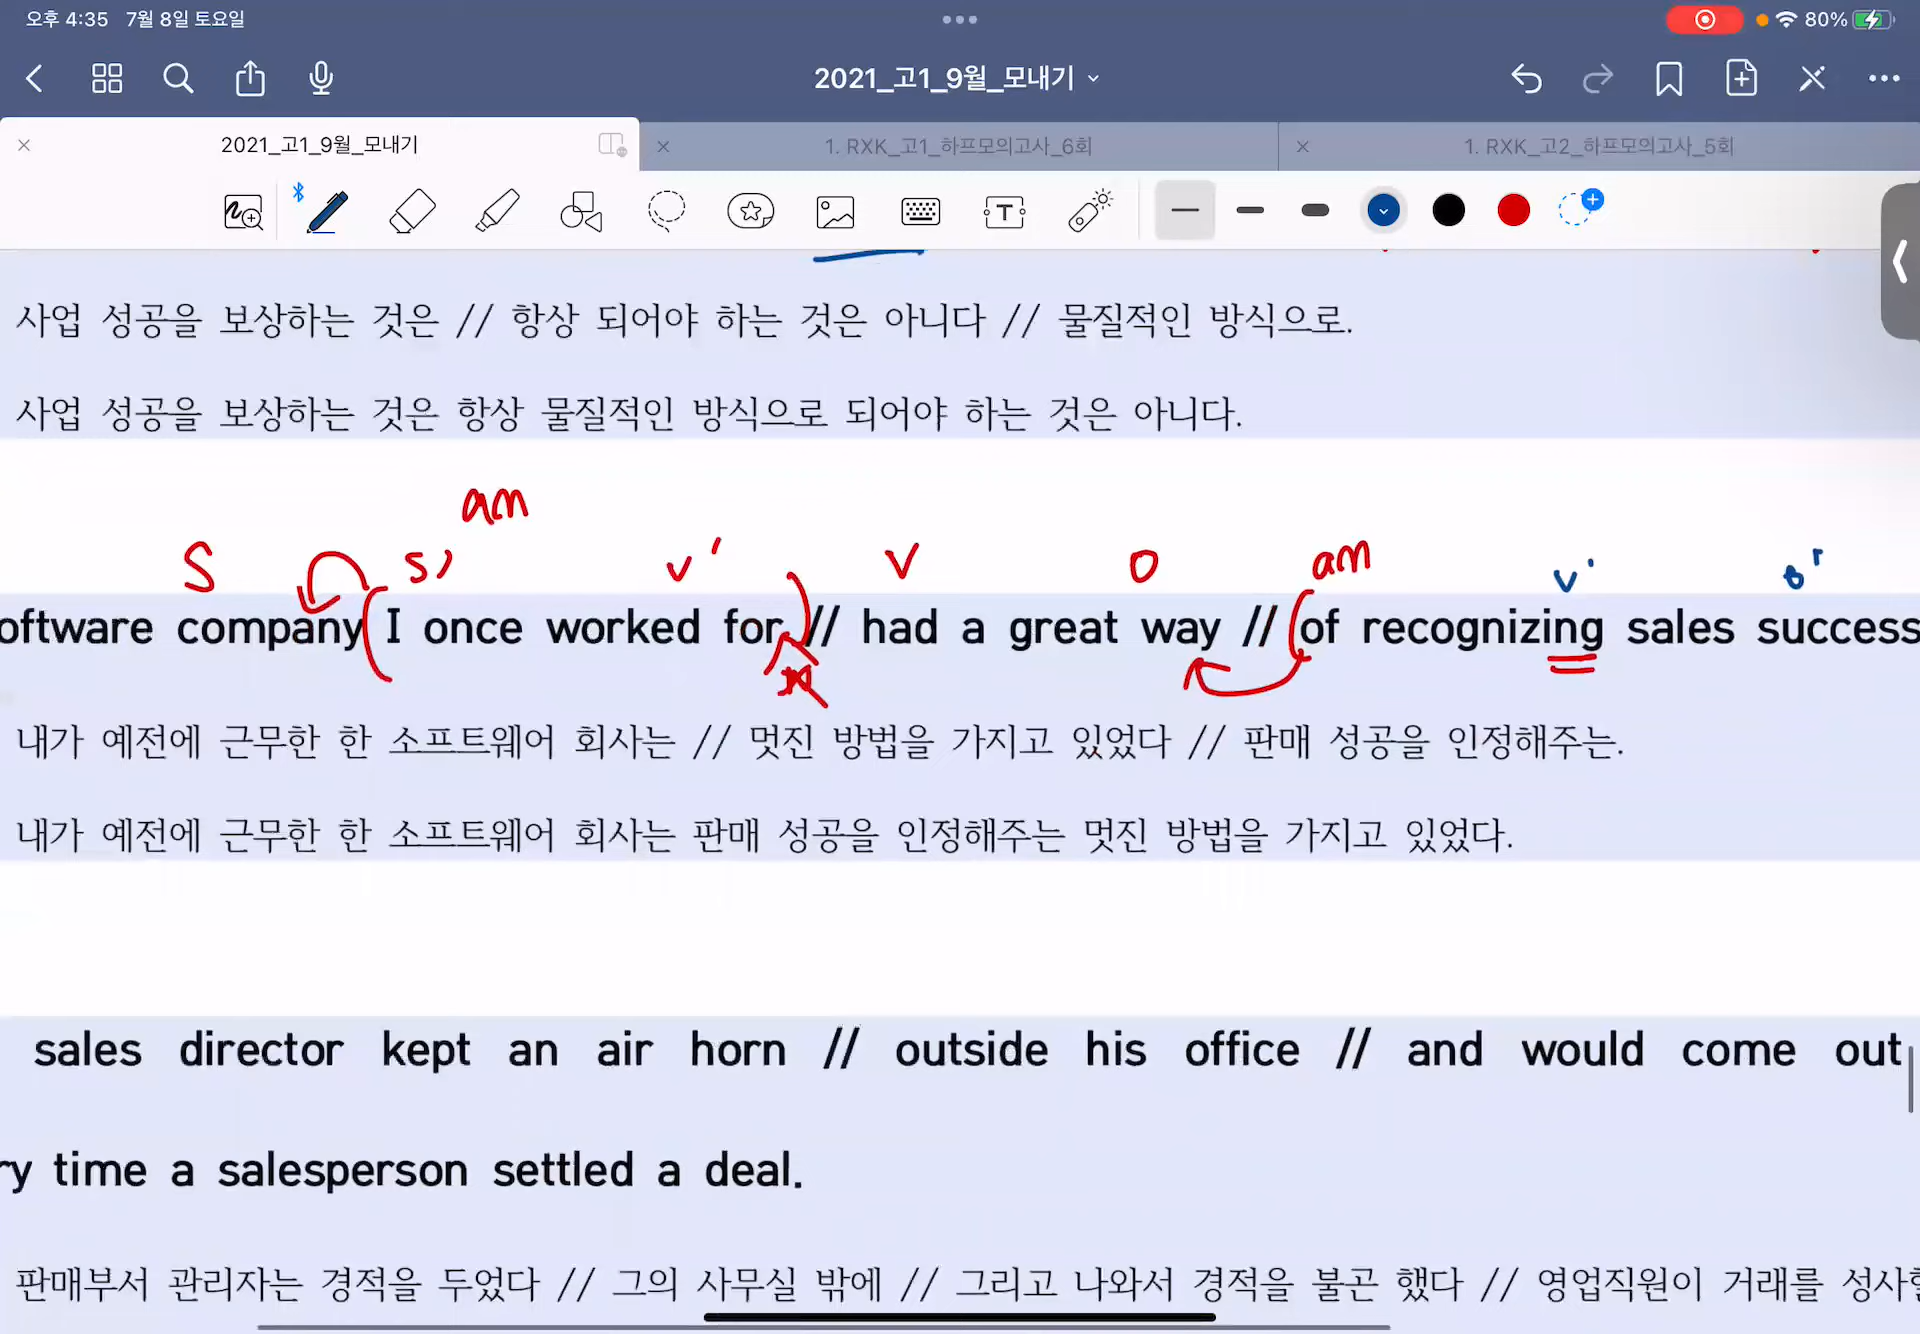 오후 4:35 7월 8일 토요일
80%
2021_고1_9월_모내기
2021_고1_9월_모내기
1. RXK_고1_하프모의고사_6회
1. RXK_고2_하프모의고사_5회
사업 성공을 보상하는 것은 // 항상 되어야 하는 것은 아니다 // 물질적인 방식으로.
사업 성공을 보상하는 것은 항상 물질적인 방식으로 되어야 하는 것은 아니다.
am
S s' v' v O am v' o'
oftware company (I once worked for) // had a great way // (of recognizing sales success
내가 예전에 근무한 한 소프트웨어 회사는 // 멋진 방법을 가지고 있었다 // 판매 성공을 인정해주는.
내가 예전에 근무한 한 소프트웨어 회사는 판매 성공을 인정해주는 멋진 방법을 가지고 있었다.
sales director kept an air horn // outside his office // and would come out
ry time a salesperson settled a deal.
판매부서 관리자는 경적을 두었다 // 그의 사무실 밖에 // 그리고 나와서 경적을 불곤 했다 // 영업직원이 거래를 성사할